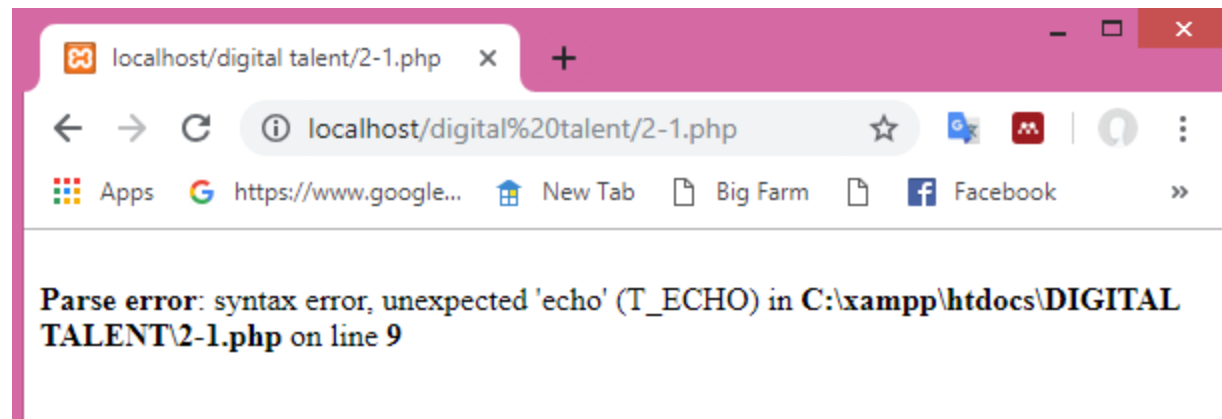 localhost/digital talent/2-1.php
localhost/digital%20talent/2-1.php
Apps https://www.google... New Tab Big Farm Facebook »
Parse error: syntax error, unexpected 'echo' (T_ECHO) in C:\xampp\htdocs\DIGITAL
TALENT\2-1.php on line 9